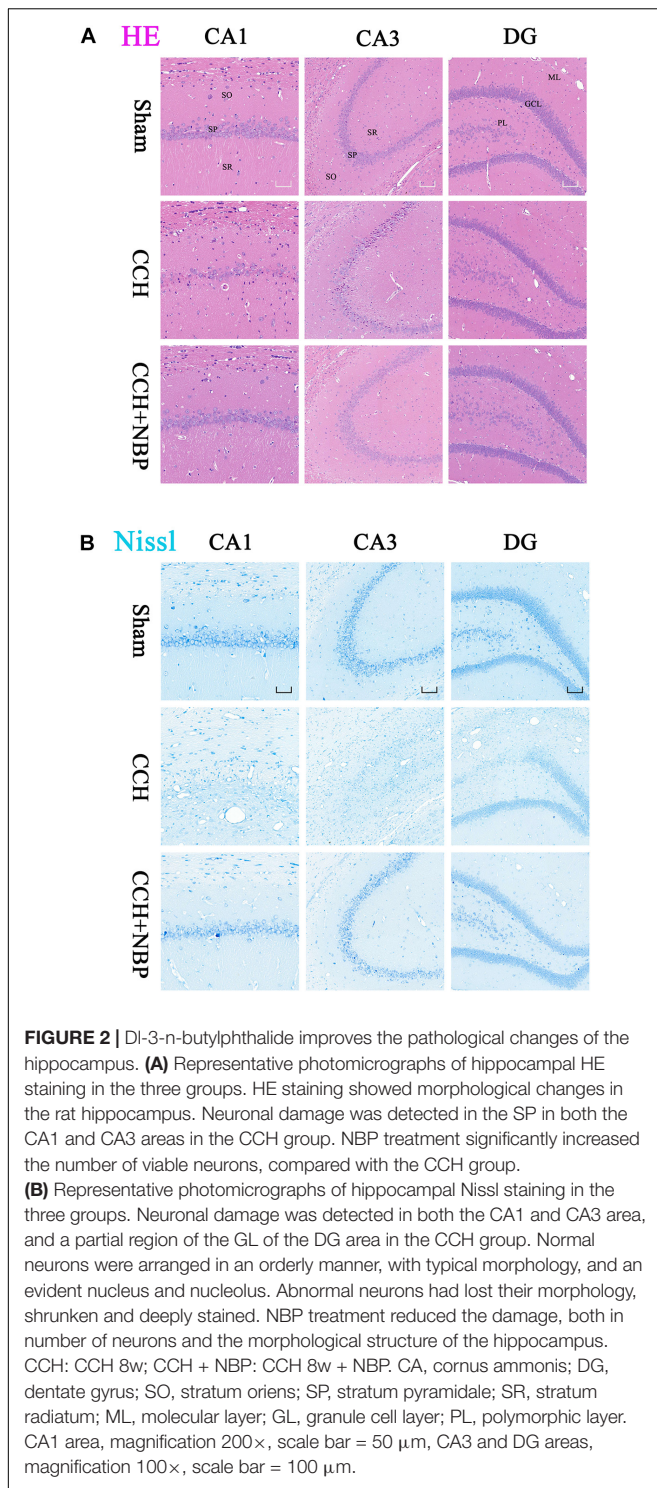 A HE CA1 CA3 DG
Sham
SO
SP
SR
SR
SP
SO
ML
GCL
PL
CCH
CCH+NBP
B Nissl CA1 CA3 DG
Sham
CCH
CCH+NBP
FIGURE 2 | Dl-3-n-butylphthalide improves the pathological changes of the
hippocampus. (A) Representative photomicrographs of hippocampal HE
staining in the three groups. HE staining showed morphological changes in
the rat hippocampus. Neuronal damage was detected in the SP in both the
CA1 and CA3 areas in the CCH group. NBP treatment significantly increased
the number of viable neurons, compared with the CCH group.
(B) Representative photomicrographs of hippocampal Nissl staining in the
three groups. Neuronal damage was detected in both the CA1 and CA3 area,
and a partial region of the GL of the DG area in the CCH group. Normal
neurons were arranged in an orderly manner, with typical morphology, and an
evident nucleus and nucleolus. Abnormal neurons had lost their morphology,
shrunken and deeply stained. NBP treatment reduced the damage, both in
number of neurons and the morphological structure of the hippocampus.
CCH: CCH 8w; CCH + NBP: CCH 8w + NBP. CA, cornus ammonis; DG,
dentate gyrus; SO, stratum oriens; SP, stratum pyramidale; SR, stratum
radiatum; ML, molecular layer; GL, granule cell layer; PL, polymorphic layer.
CA1 area, magnification 200×, scale bar = 50 μm, CA3 and DG areas,
magnification 100×, scale bar = 100 μm.